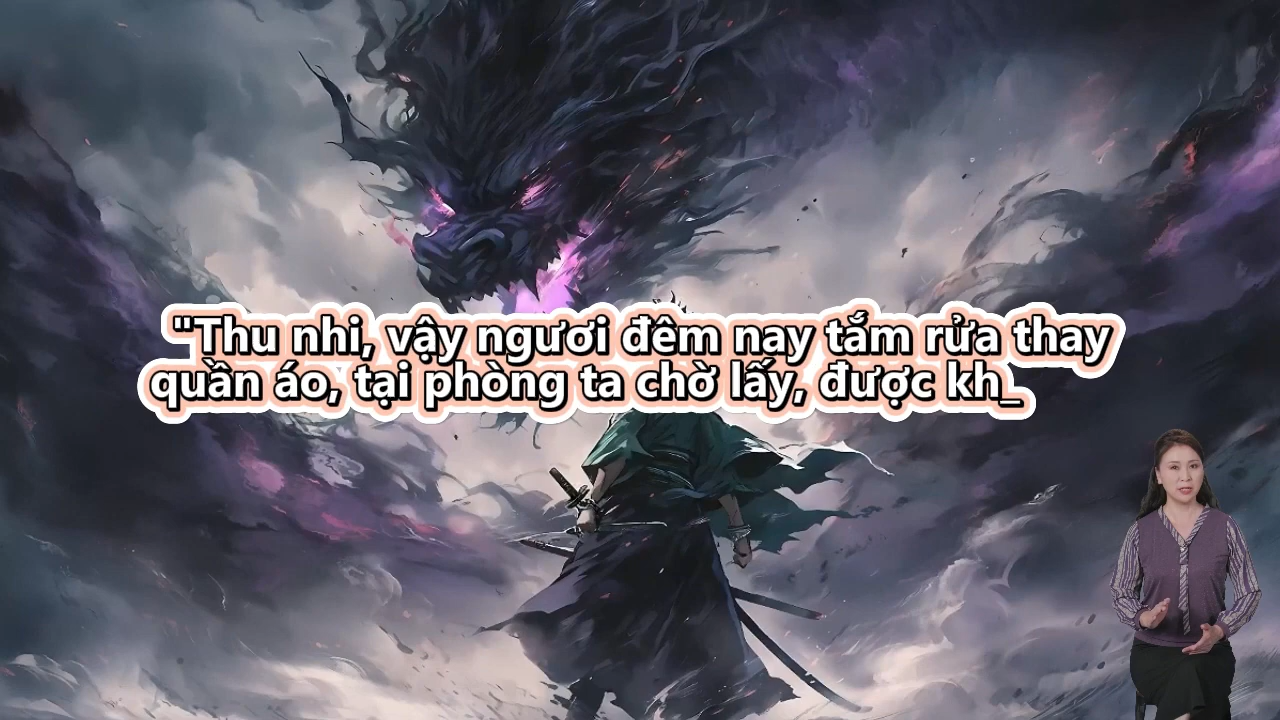 "Thu nhi, vậy ngươi đêm nay tắm rửa thay
quần áo, tại phòng ta chờ lấy, được kh_